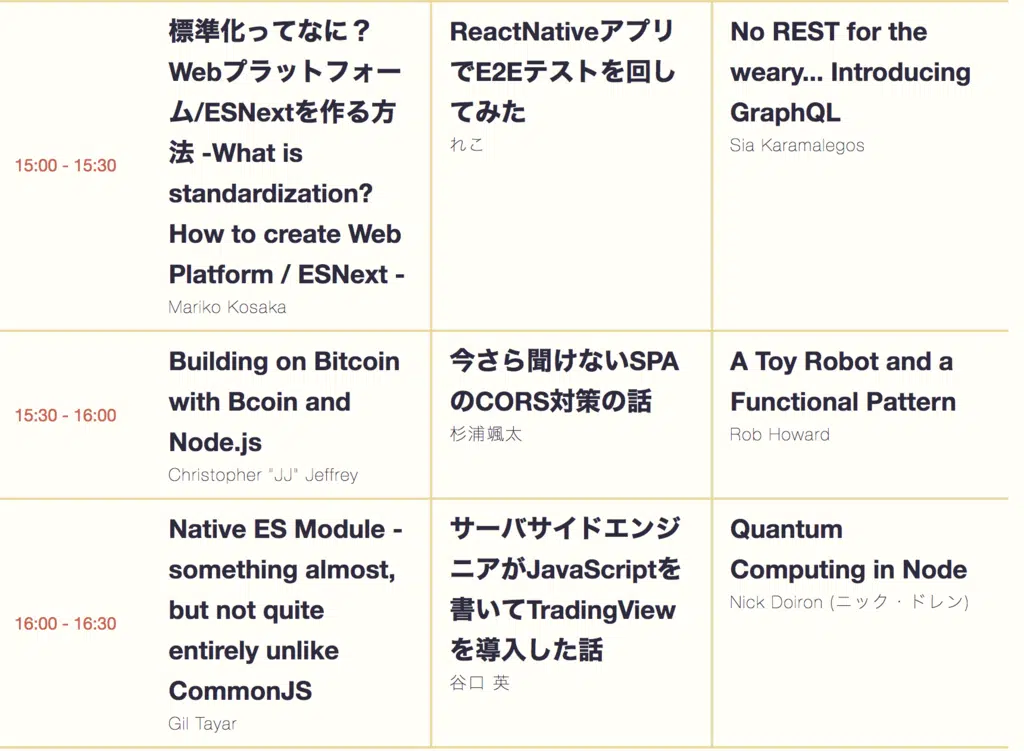 15:00 - 15:30
標準化ってなに？
Webプラットフォー
ム/ESNextを作る方
法 -What is
standardization?
How to create Web
Platform / ESNext -
Mariko Kosaka
ReactNativeアプリ
でE2Eテストを回し
てみた
れこ
No REST for the
weary... Introducing
GraphQL
Sia Karamalegos
15:30 - 16:00
Building on Bitcoin
with Bcoin and
Node.js
Christopher "JJ" Jeffrey
今さら聞けないSPA
のCORS対策の話
杉浦颯太
A Toy Robot and a
Functional Pattern
Rob Howard
16:00 - 16:30
Native ES Module -
something almost,
but not quite
entirely unlike
CommonJS
Gil Tayar
サーバサイドエンジ
ニアがJavaScriptを
書いてTradingView
を導入した話
谷口 英
Quantum
Computing in Node
Nick Doiron (ニック・ドレン)